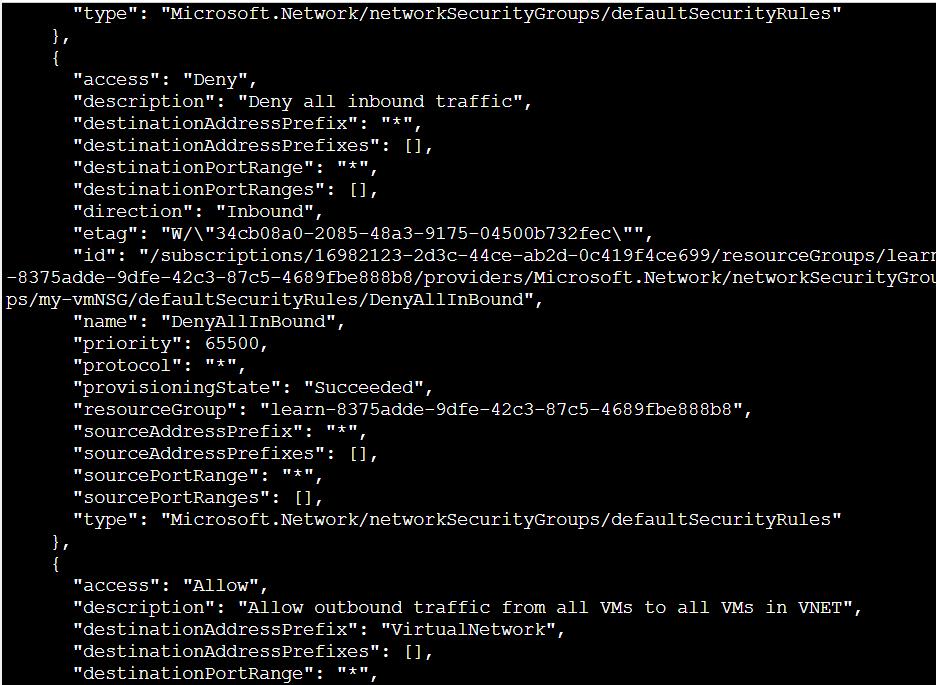 "type": "Microsoft.Network/networkSecurityGroups/defaultSecurityRules"
},
{
"access": "Deny",
"description": "Deny all inbound traffic",
"destinationAddressPrefix": "*",
"destinationAddressPrefixes": [],
"destinationPortRange": "*",
"destinationPortRanges": [],
"direction": "Inbound",
"etag": "W/\"34cb08a0-2085-48a3-9175-04500b732fec\"",
"id": "/subscriptions/16982123-2d3c-44ce-ab2d-0c419f4ce699/resourceGroups/learn
-8375adde-9dfe-42c3-87c5-4689fbe888b8/providers/Microsoft.Network/networkSecurityGrou
ps/my-vmNSG/defaultSecurityRules/DenyAllInBound",
"name": "DenyAllInBound",
"priority": 65500,
"protocol": "*",
"provisioningState": "Succeeded",
"resourceGroup": "learn-8375adde-9dfe-42c3-87c5-4689fbe888b8",
"sourceAddressPrefix": "*",
"sourceAddressPrefixes": [],
"sourcePortRange": "*",
"sourcePortRanges": [],
"type": "Microsoft.Network/networkSecurityGroups/defaultSecurityRules"
},
{
"access": "Allow",
"description": "Allow outbound traffic from all VMs to all VMs in VNET",
"destinationAddressPrefix": "VirtualNetwork",
"destinationAddressPrefixes": [],
"destinationPortRange": "*",